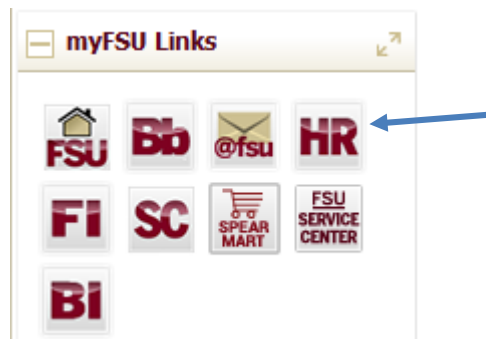 myFSU Links
FSU Bb @fsu HR
FI SC SPEAR MART FSU SERVICE CENTER
BI